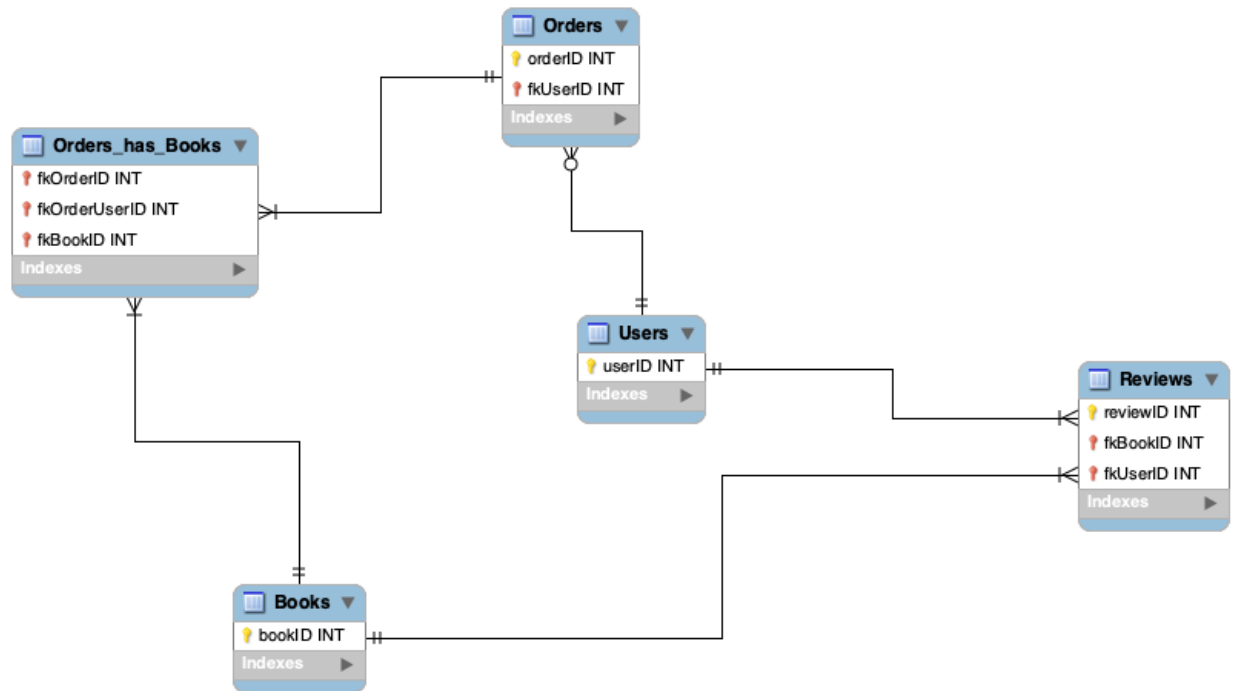 Orders
orderID INT
fkUserID INT
Indexes
Orders_has_Books
fkOrderID INT
fkOrderUserID INT
fkBookID INT
Indexes
Users
userID INT
Indexes
Reviews
reviewID INT
fkBookID INT
fkUserID INT
Indexes
Books
bookID INT
Indexes